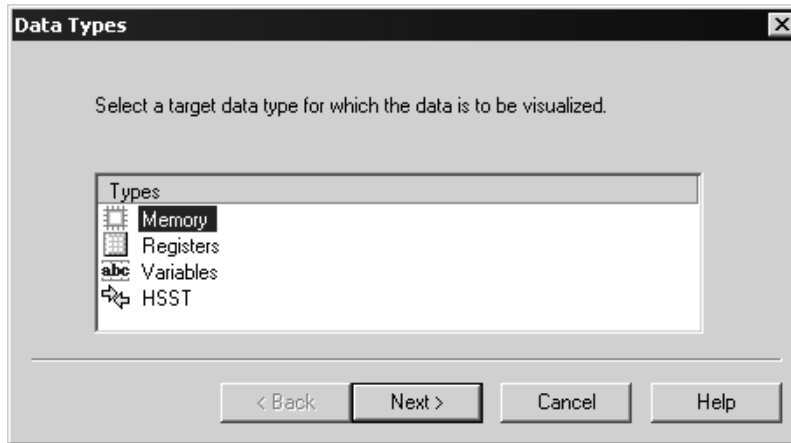 Data Types
Select a target data type for which the data is to be visualized.
Types
Memory
Registers
abc Variables
HSST
< Back Next > Cancel Help